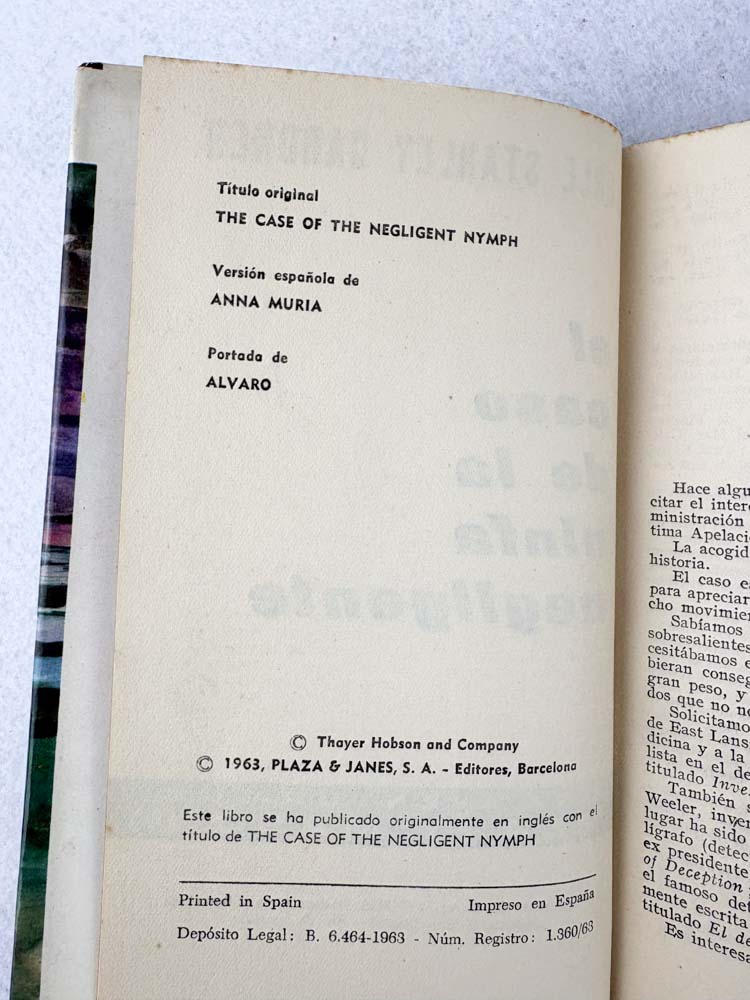 Título original
THE CASE OF THE NEGLIGENT NYMPH
Versión española de
ANNA MURIA
Portada de
ALVARO
© Thayer Hobson and Company
© 1963, PLAZA & JANES, S. A. - Editores, Barcelona
Este libro se ha publicado originalmente en inglés con el
título de THE CASE OF THE NEGLIGENT NYMPH
Printed in Spain Impreso en España
Depósito Legal: B. 6.464-1963 - Núm. Registro: 1.360/63
Hace algu
citar el inter
ministración
tima Apelaci
La acogid
historia.
El caso es
para apreciar
cho movimie
Sabíamos
sobresalientes
cesitábamos e
bieran conseg
gran peso, y
dos que no ne
Solicitamo
de East Lans
dicina y a la
lista en el de
titulado Inve
También s
Weeler, inven
lugar ha sido
lígrafo (detec
ex presidente
of Deception
el famoso det
mente escrita
titulado El de
Es interesa